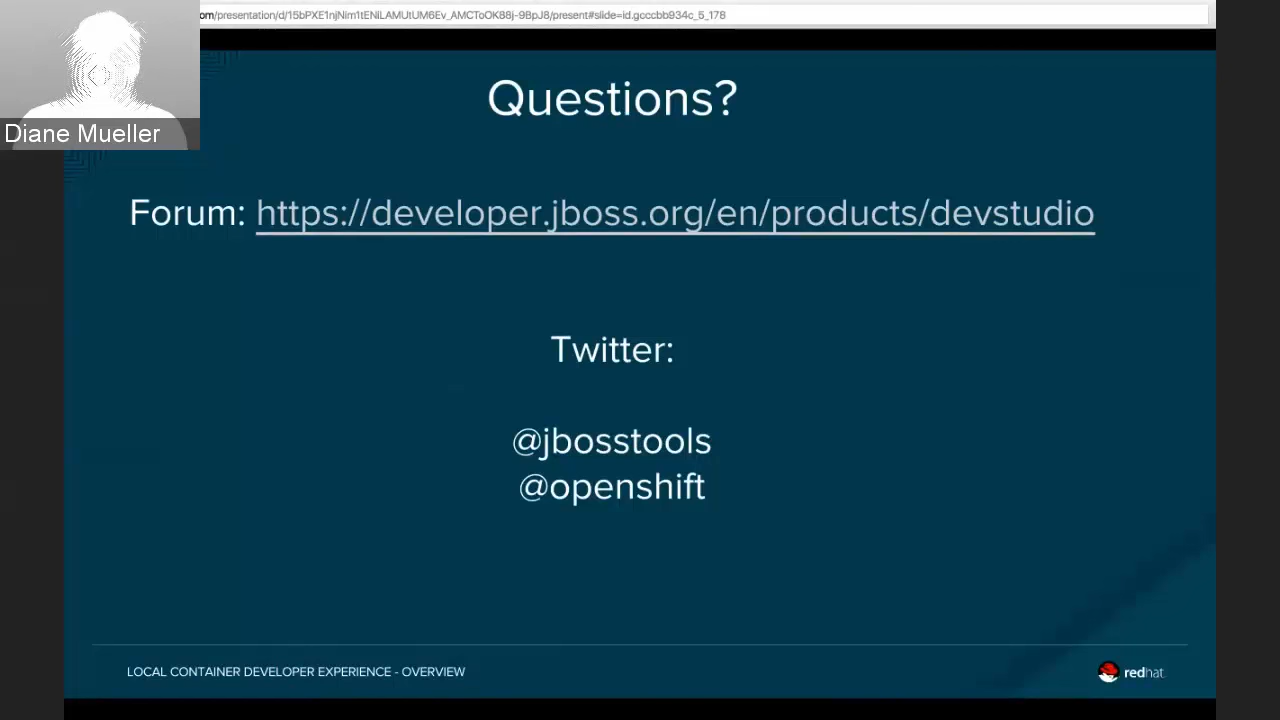 om/presentation/d/15bPXE1njNim1tENiLAMUtUM6Ev_AMCToOK88j-9BpJ8/present#slide=id.gcccbb934c_5_178
Diane Mueller
Questions?
Forum: https://developer.jboss.org/en/products/devstudio
Twitter:
@jbosstools
@openshift
LOCAL CONTAINER DEVELOPER EXPERIENCE - OVERVIEW
redhat.